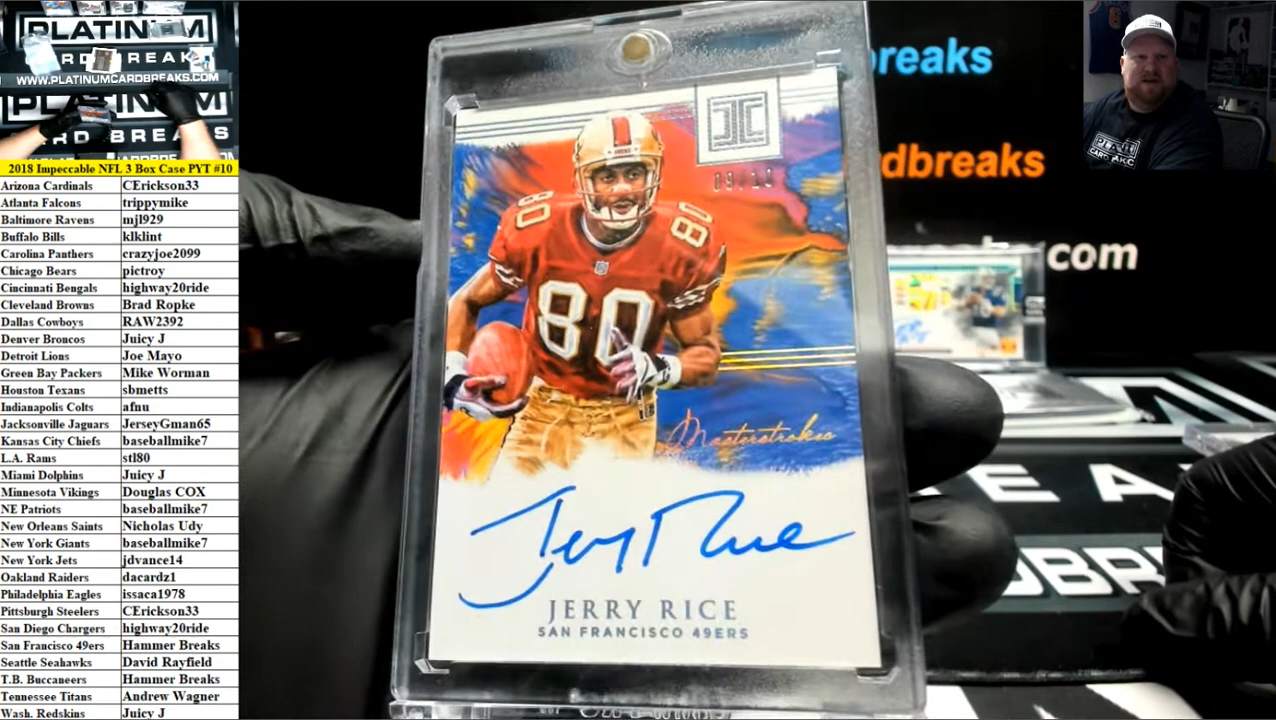 PLATINUM
CARD BREAKS
WWW.PLATINUMCARDBREAKS.COM
2018 Impeccable NFL 3 Box Case PYT #10
Arizona Cardinals CErickson33
Atlanta Falcons trippymike
Baltimore Ravens mjl929
Buffalo Bills klklint
Carolina Panthers crazyjoe2099
Chicago Bears pictroy
Cincinnati Bengals highway20ride
Cleveland Browns Brad Ropke
Dallas Cowboys RAW2392
Denver Broncos Juicy J
Detroit Lions Joe Mayo
Green Bay Packers Mike Worman
Houston Texans sbmetts
Indianapolis Colts afnu
Jacksonville Jaguars JerseyGman65
Kansas City Chiefs baseballmike7
L.A. Rams stl80
Miami Dolphins Juicy J
Minnesota Vikings Douglas COX
NE Patriots baseballmike7
New Orleans Saints Nicholas Udy
New York Giants baseballmike7
New York Jets jdvance14
Oakland Raiders dacardz1
Philadelphia Eagles issaca1978
Pittsburgh Steelers CErickson33
San Diego Chargers highway20ride
San Francisco 49ers Hammer Breaks
Seattle Seahawks David Rayfield
T.B. Buccaneers Hammer Breaks
Tennessee Titans Andrew Wagner
Wash. Redskins Juicy J
80 80
80
Masterstrokes
Jerry Rice
JERRY RICE
SAN FRANCISCO 49ERS
breaks
rdbreaks
com